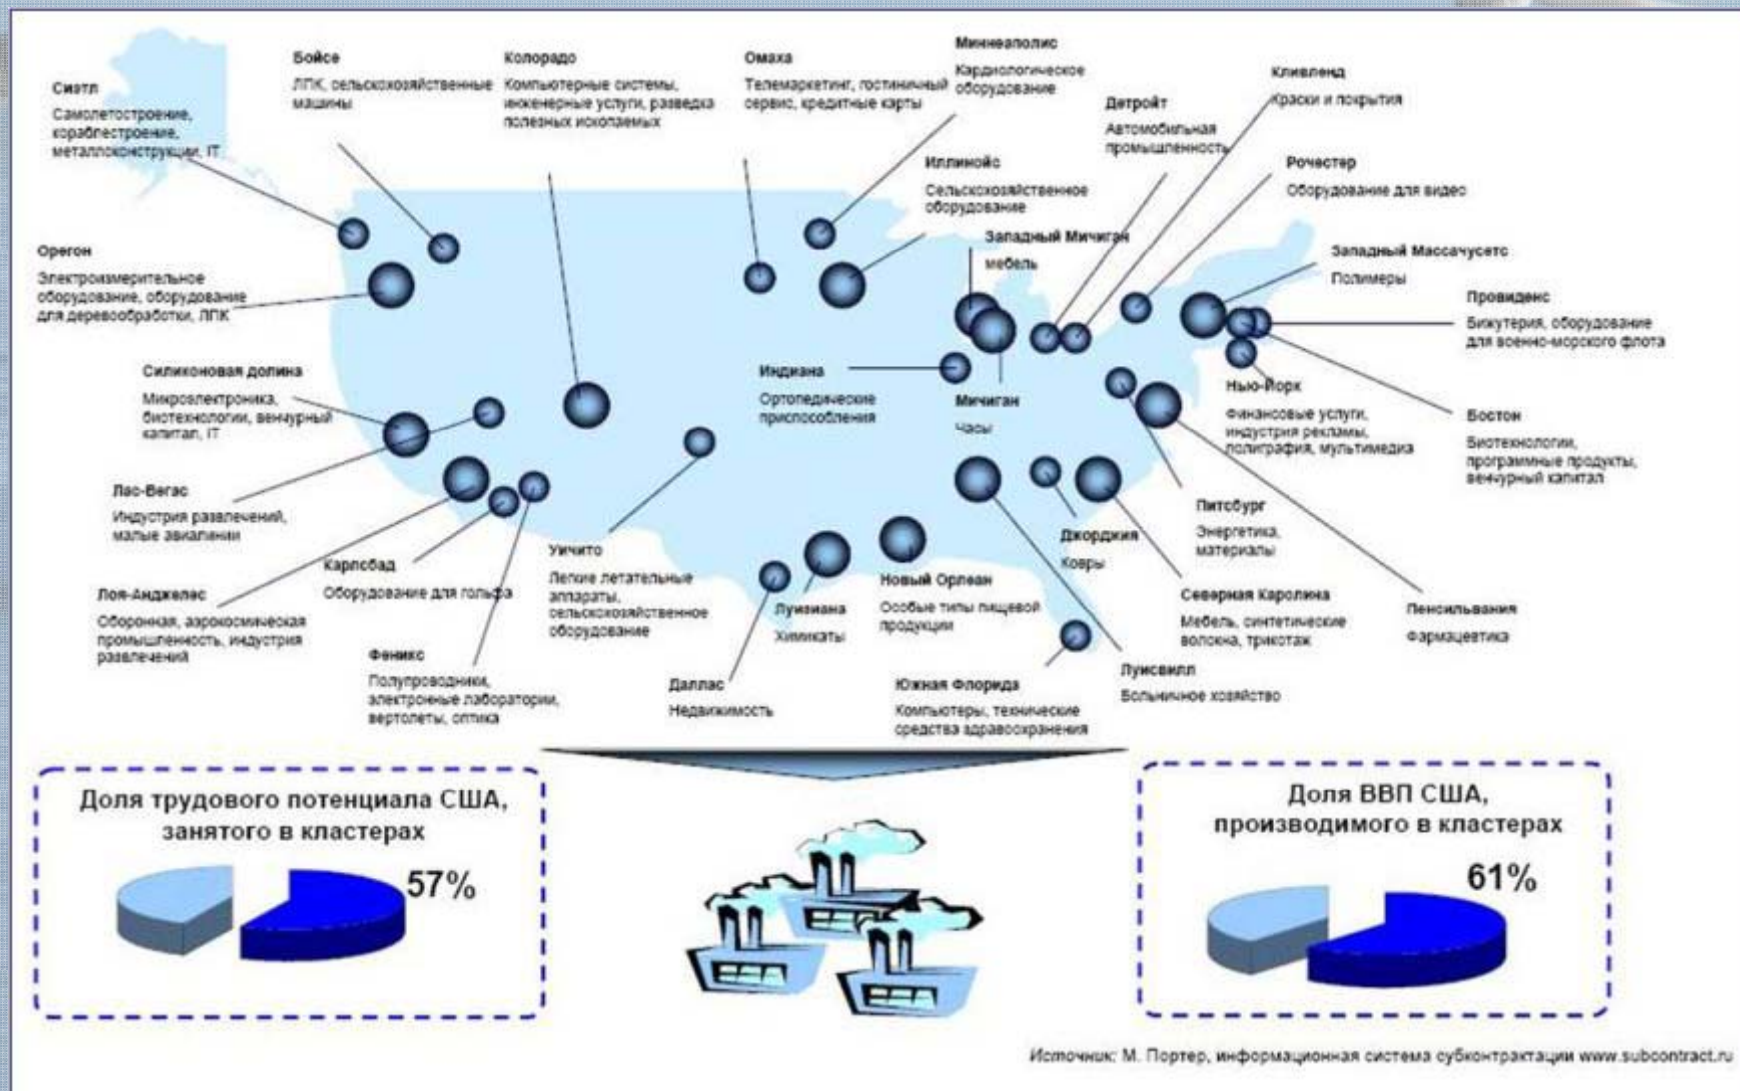 Сиэтл
Самолетостроение,
кораблестроение,
металлоконструкции, IT
Бойсе
ЛПК, сельскохозяйственные
машины
Колорадо
Компьютерные системы,
инженерные услуги, разведка
полезных ископаемых
Омаха
Телемаркетинг, гостиничный
сервис, кредитные карты
Миннеаполис
Кардиологическое
оборудование
Детройт
Автомобильная
промышленность
Кливленд
Краски и покрытия
Иллинойс
Сельскохозяйственное
оборудование
Рочестер
Оборудование для видео
Орегон
Электроизмерительное
оборудование, оборудование
для деревообработки, ЛПК
Западный Мичиган
мебель
Западный Массачусетс
Полимеры
Провиденс
Бижутерия, оборудование
для военно-морского флота
Силиконовая долина
Микроэлектроника,
биотехнологии, венчурный
капитал, IT
Индиана
Ортопедические
приспособления
Мичиган
Часы
Нью-Йорк
Финансовые услуги,
индустрия рекламы,
полиграфия, мультимедиа
Бостон
Биотехнологии,
программные продукты,
венчурный капитал
Лас-Вегас
Индустрия развлечений,
малые авиалинии
Питсбург
Энергетика,
материалы
Джорджия
Ковры
Карлсбад
Оборудование для гольфа
Уичито
Легкие летательные
аппараты,
сельскохозяйственное
оборудование
Лоя-Анджелес
Оборонная, аэрокосмическая
промышленность, индустрия
развлечений
Луизиана
Химикаты
Новый Орлеан
Особые типы пищевой
продукции
Северная Каролина
Мебель, синтетические
волокна, трикотаж
Пенсильвания
Фармацевтика
Феникс
Полупроводники,
электронные лаборатории,
вертолеты, оптика
Даллас
Недвижимость
Южная Флорида
Компьютеры, технические
средства здравоохранения
Луисвилл
Больничное хозяйство
Доля трудового потенциала США,
занятого в кластерах
57%
Доля ВВП США,
производимого в кластерах
61%
Источник: М. Портер, информационная система субконтрактации www.subcontract.ru